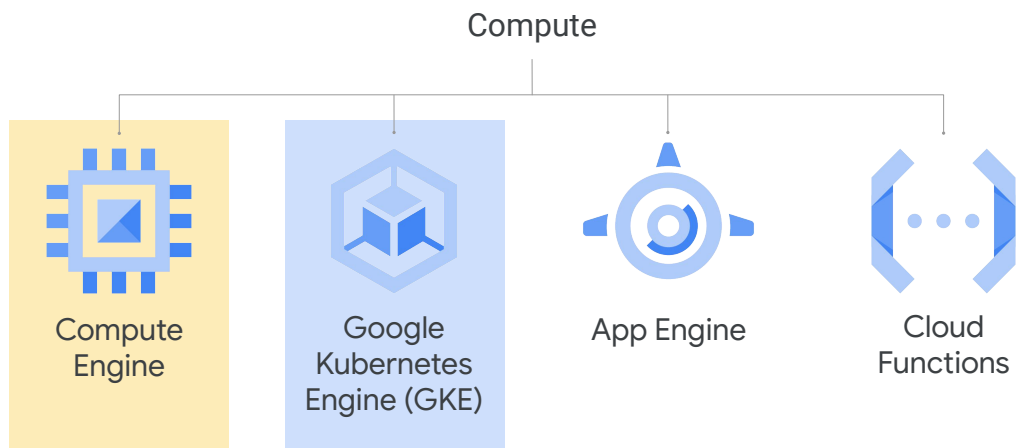 Compute
Compute
Engine
Google
Kubernetes
Engine (GKE)
App Engine
Cloud
Functions